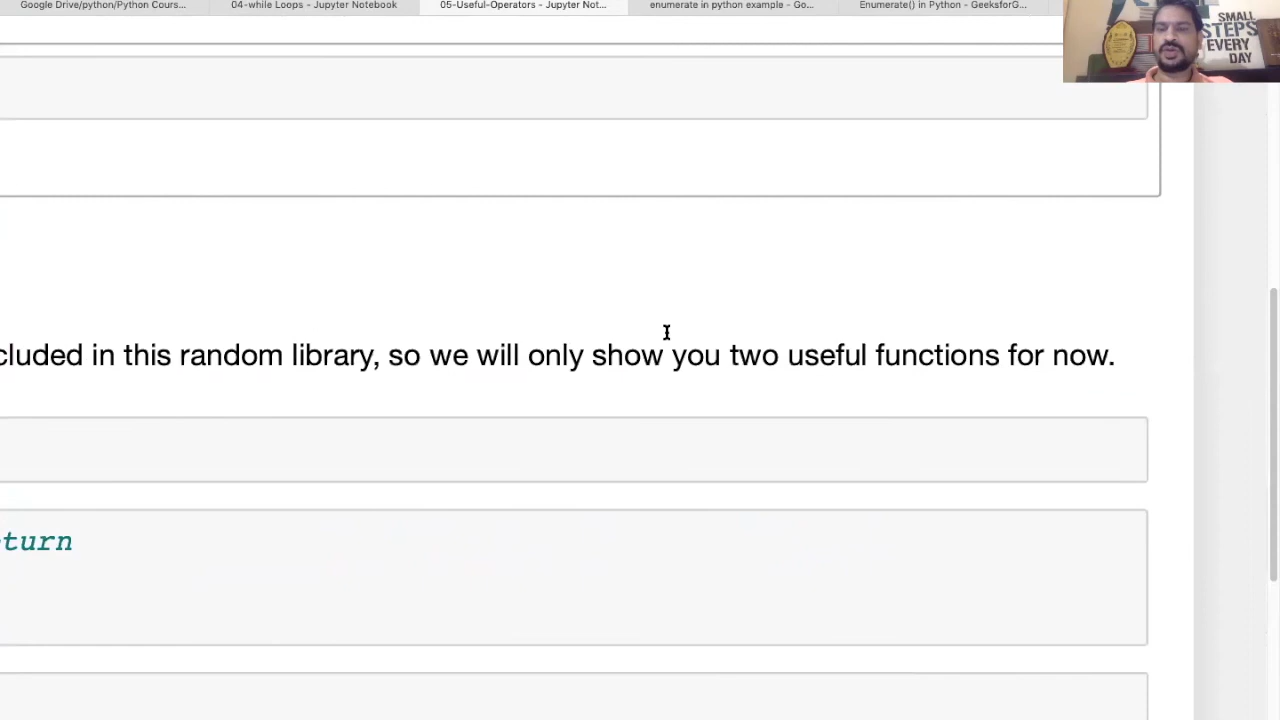 Google Drive/python/Python Cours...
04-while Loops - Jupyter Notebook
05-Useful-Operators - Jupyter Not...
enumerate in python example - Go...
Enumerate() in Python - GeeksforG...
SMALL
STEPS
EVERY
DAY
cluded in this random library, so we will only show you two useful functions for now.
turn